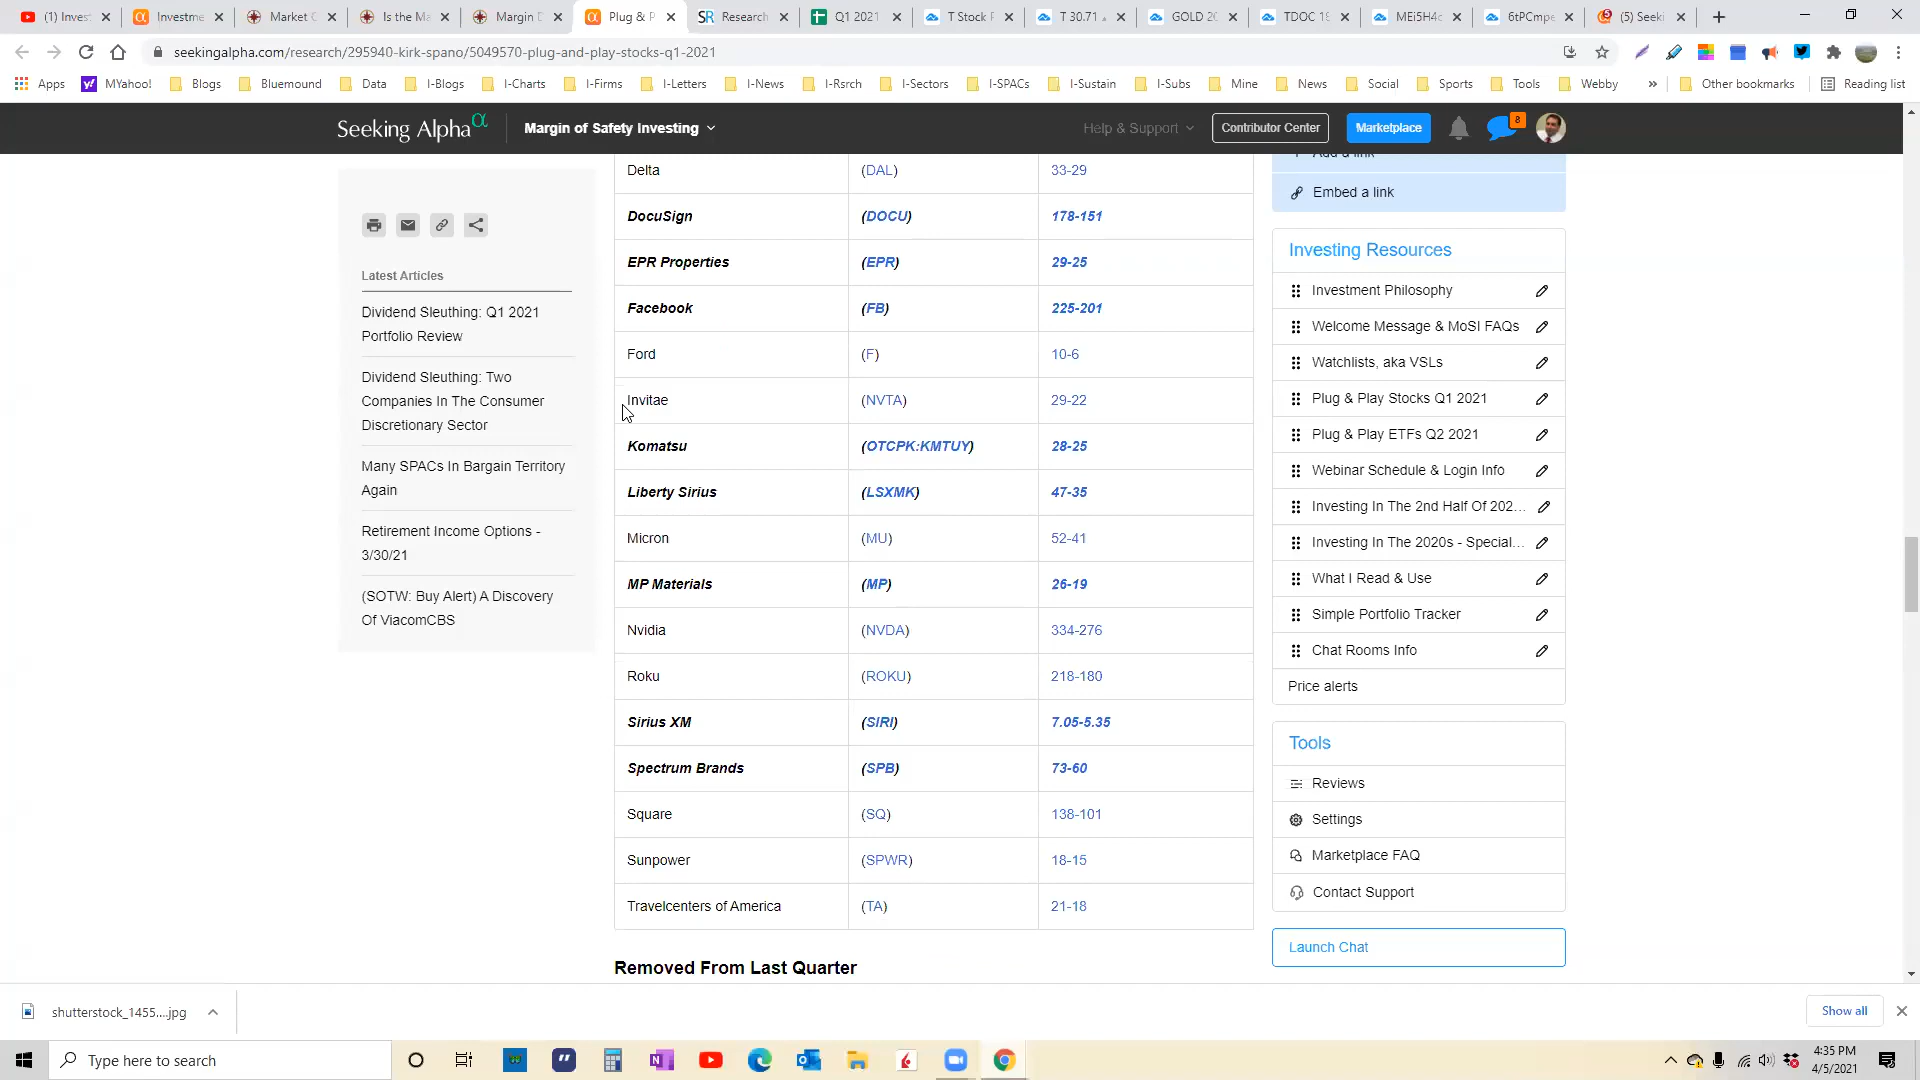 (1) Invest
Investme
Market C
Is the Ma
Margin D
Plug & P
SR Research
Q1 2021
T Stock P
T 30.71
GOLD 20
TDOC 19
MEi5H4c
6tPCmpe
(5) Seeki
seekingalpha.com/research/295940-kirk-spano/5049570-plug-and-play-stocks-q1-2021
Apps MYahoo! Blogs Bluemound Data I-Blogs I-Charts I-Firms I-Letters I-News I-Rsrch I-Sectors I-SPACs I-Sustain I-Subs Mine News Social Sports Tools Webby » Other bookmarks Reading list
Seeking Alpha α Margin of Safety Investing Help & Support Contributor Center Marketplace 8
Latest Articles
Dividend Sleuthing: Q1 2021
Portfolio Review
Dividend Sleuthing: Two
Companies In The Consumer
Discretionary Sector
Many SPACs In Bargain Territory
Again
Retirement Income Options -
3/30/21
(SOTW: Buy Alert) A Discovery
Of ViacomCBS
Delta (DAL) 33-29
DocuSign (DOCU) 178-151
EPR Properties (EPR) 29-25
Facebook (FB) 225-201
Ford (F) 10-6
Invitae (NVTA) 29-22
Komatsu (OTCPK:KMTUY) 28-25
Liberty Sirius (LSXMK) 47-35
Micron (MU) 52-41
MP Materials (MP) 26-19
Nvidia (NVDA) 334-276
Roku (ROKU) 218-180
Sirius XM (SIRI) 7.05-5.35
Spectrum Brands (SPB) 73-60
Square (SQ) 138-101
Sunpower (SPWR) 18-15
Travelcenters of America (TA) 21-18
Removed From Last Quarter
Add a link
Embed a link
Investing Resources
Investment Philosophy
Welcome Message & MoSI FAQs
Watchlists, aka VSLs
Plug & Play Stocks Q1 2021
Plug & Play ETFs Q2 2021
Webinar Schedule & Login Info
Investing In The 2nd Half Of 202...
Investing In The 2020s - Special...
What I Read & Use
Simple Portfolio Tracker
Chat Rooms Info
Price alerts
Tools
Reviews
Settings
Marketplace FAQ
Contact Support
Launch Chat
shutterstock_1455....jpg
Show all
Type here to search
4:35 PM
4/5/2021